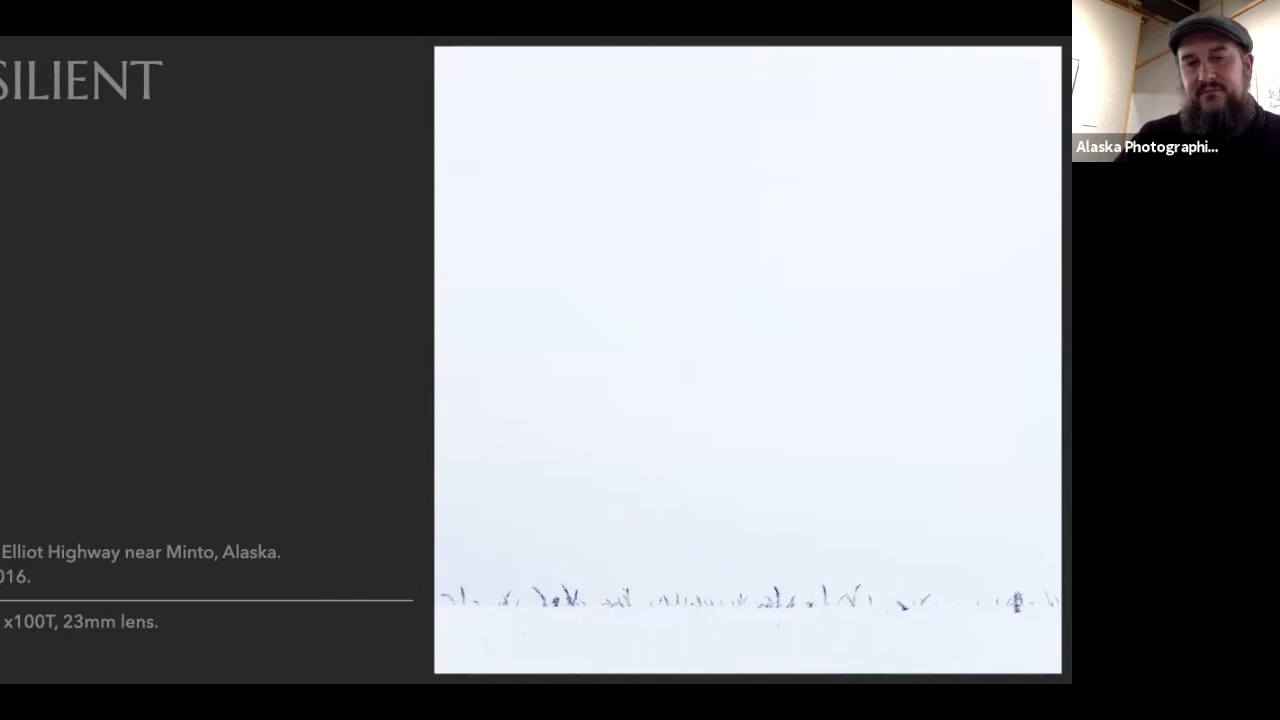 SILIENT
Alaska Photographi...
Elliot Highway near Minto, Alaska.
016.
x100T, 23mm lens.